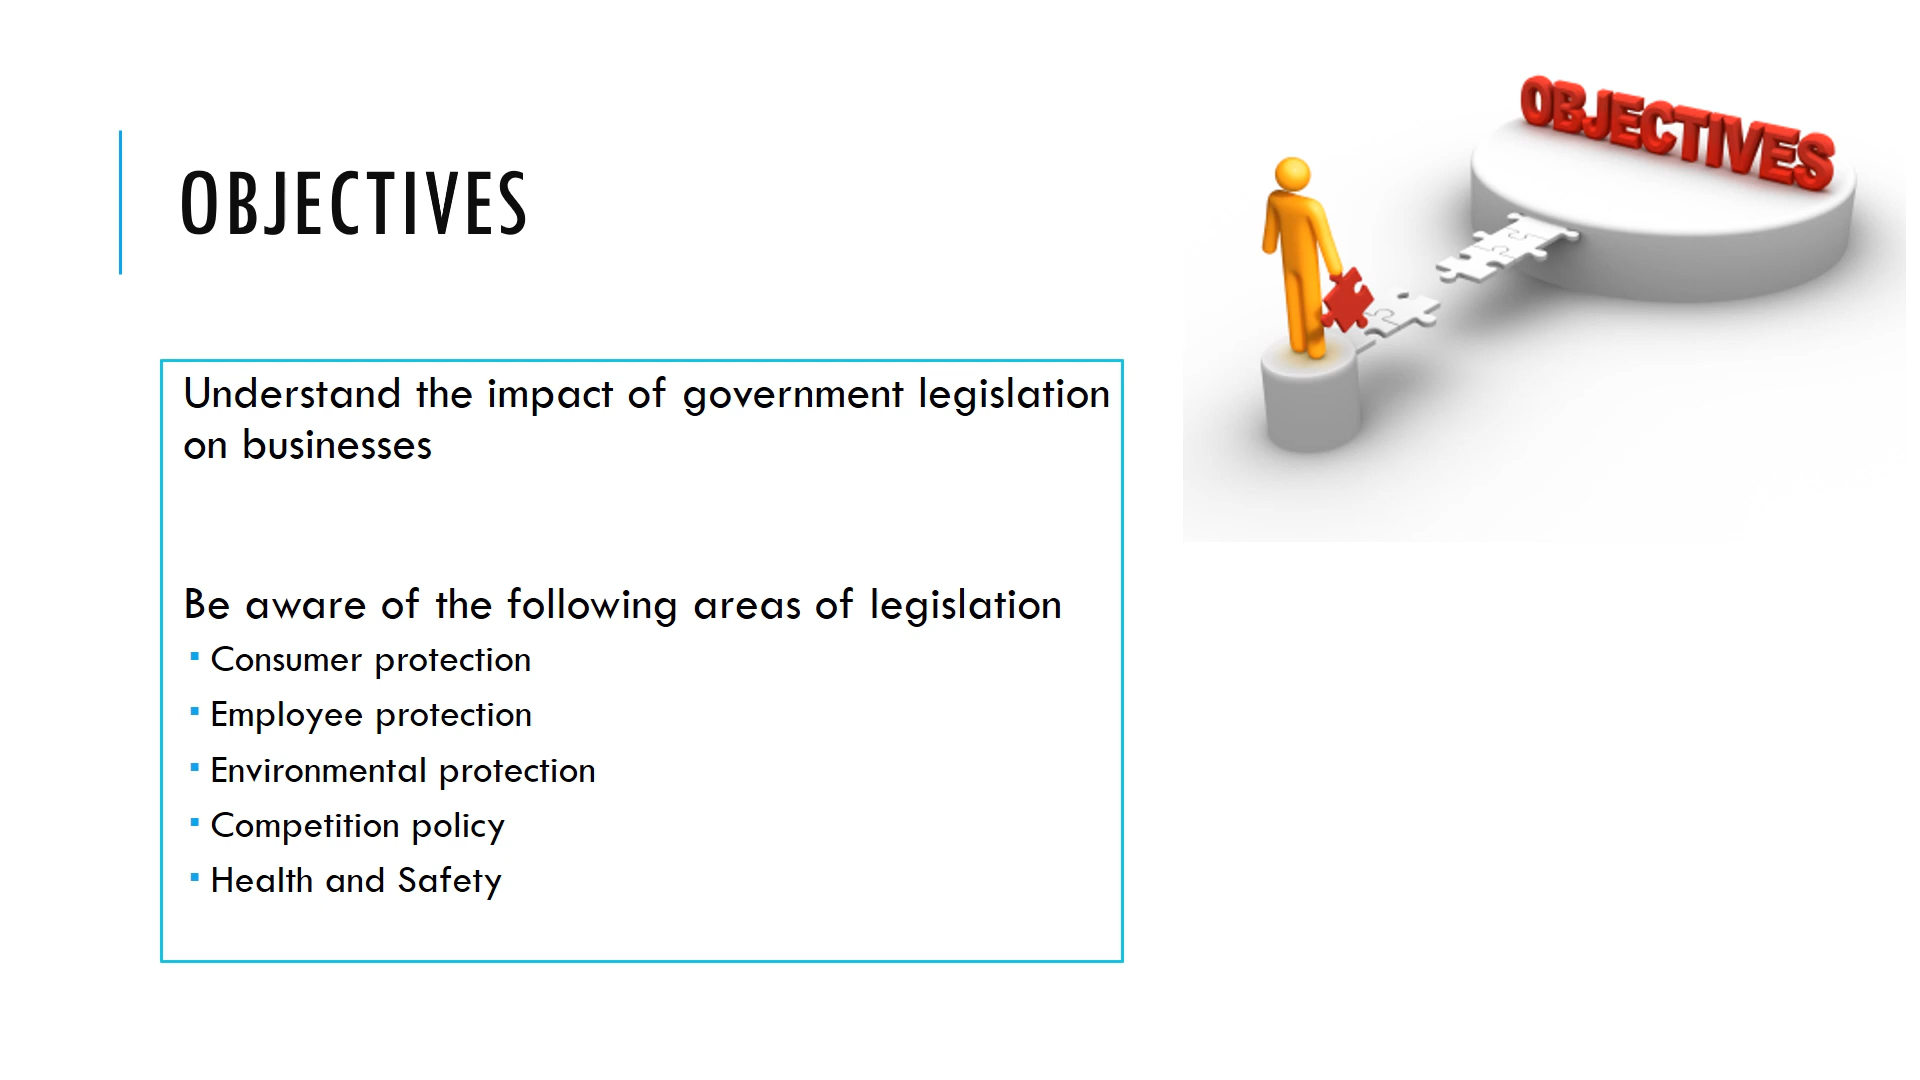 OBJECTIVES
OBJECTIVES
Understand the impact of government legislation
on businesses
Be aware of the following areas of legislation
▪ Consumer protection
▪ Employee protection
▪ Environmental protection
▪ Competition policy
▪ Health and Safety